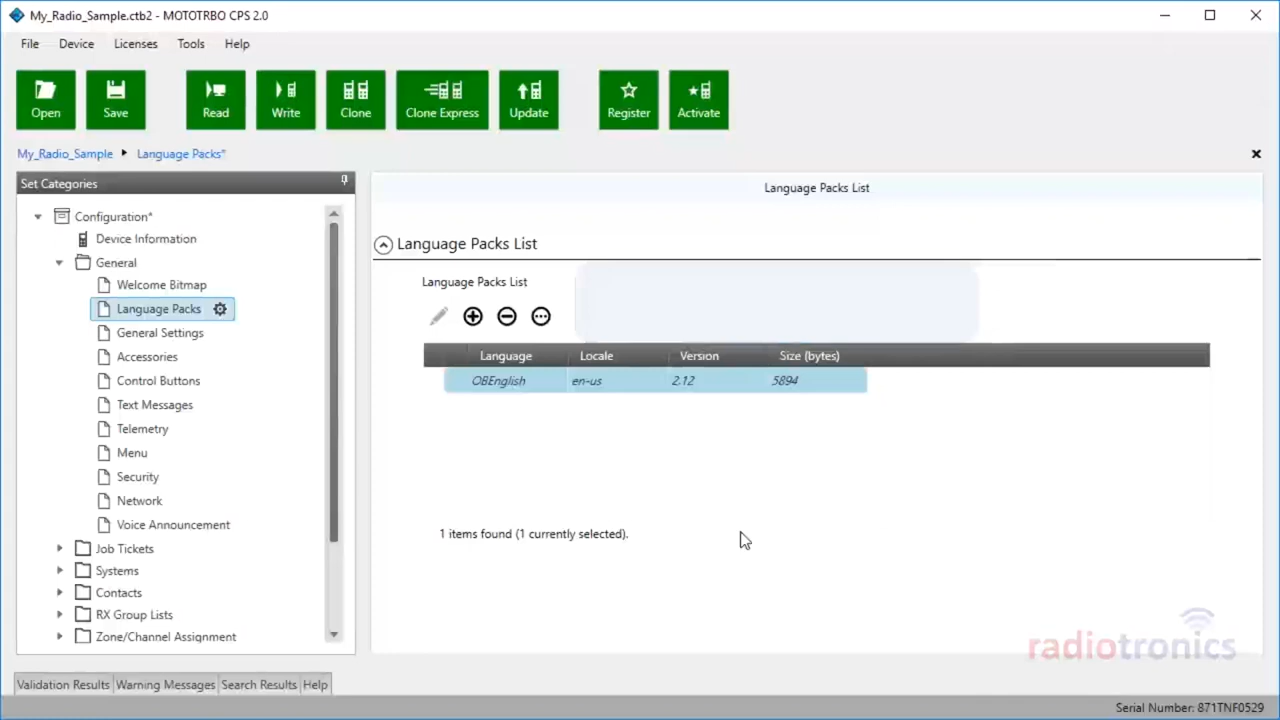 My_Radio_Sample.ctb2 - MOTOTRBO CPS 2.0
File Device Licenses Tools Help
Open Save Read Write Clone Clone Express Update Register Activate
My_Radio_Sample Language Packs*
Set Categories
Language Packs List
Configuration*
Device Information
General
Welcome Bitmap
Language Packs
General Settings
Accessories
Control Buttons
Text Messages
Telemetry
Menu
Security
Network
Voice Announcement
Job Tickets
Systems
Contacts
RX Group Lists
Zone/Channel Assignment
Language Packs List
Language Packs List
Language Locale Version Size (bytes)
OBEnglish en-us 2.12 5894
1 items found (1 currently selected).
radiotronics
Validation Results Warning Messages Search Results Help
Serial Number: 871TNF0529